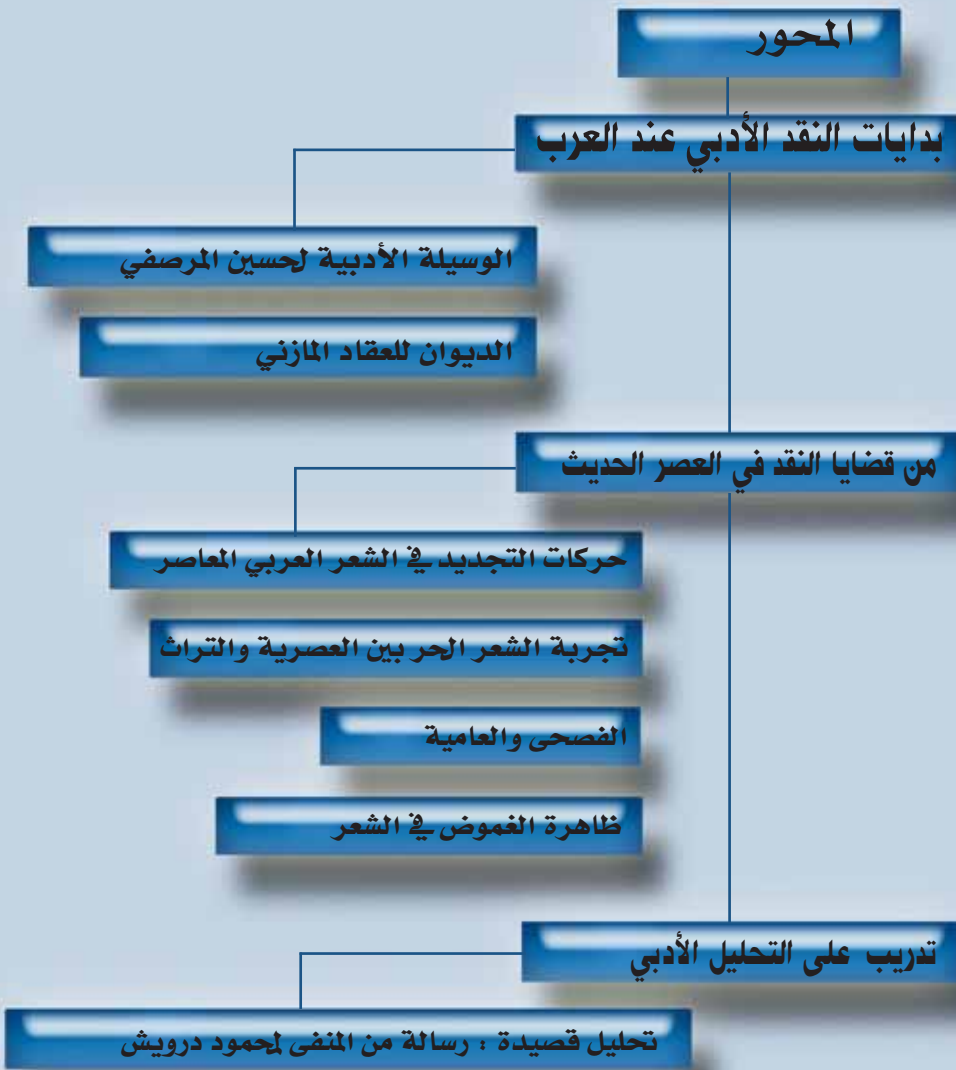 المحور
بدايات النقد الأدبي عند العرب
الوسيلة الأدبية لحسين المرصفي
الديوان للعقاد المازني
من قضايا النقد في العصر الحديث
حركات التجديد في الشعر العربي المعاصر
تجربة الشعر الحر بين العصرية والتراث
الفصحى والعامية
ظاهرة الغموض في الشعر
تدريب على التحليل الأدبي
تحليل قصيدة : رسالة من المنفى لمحمود درويش